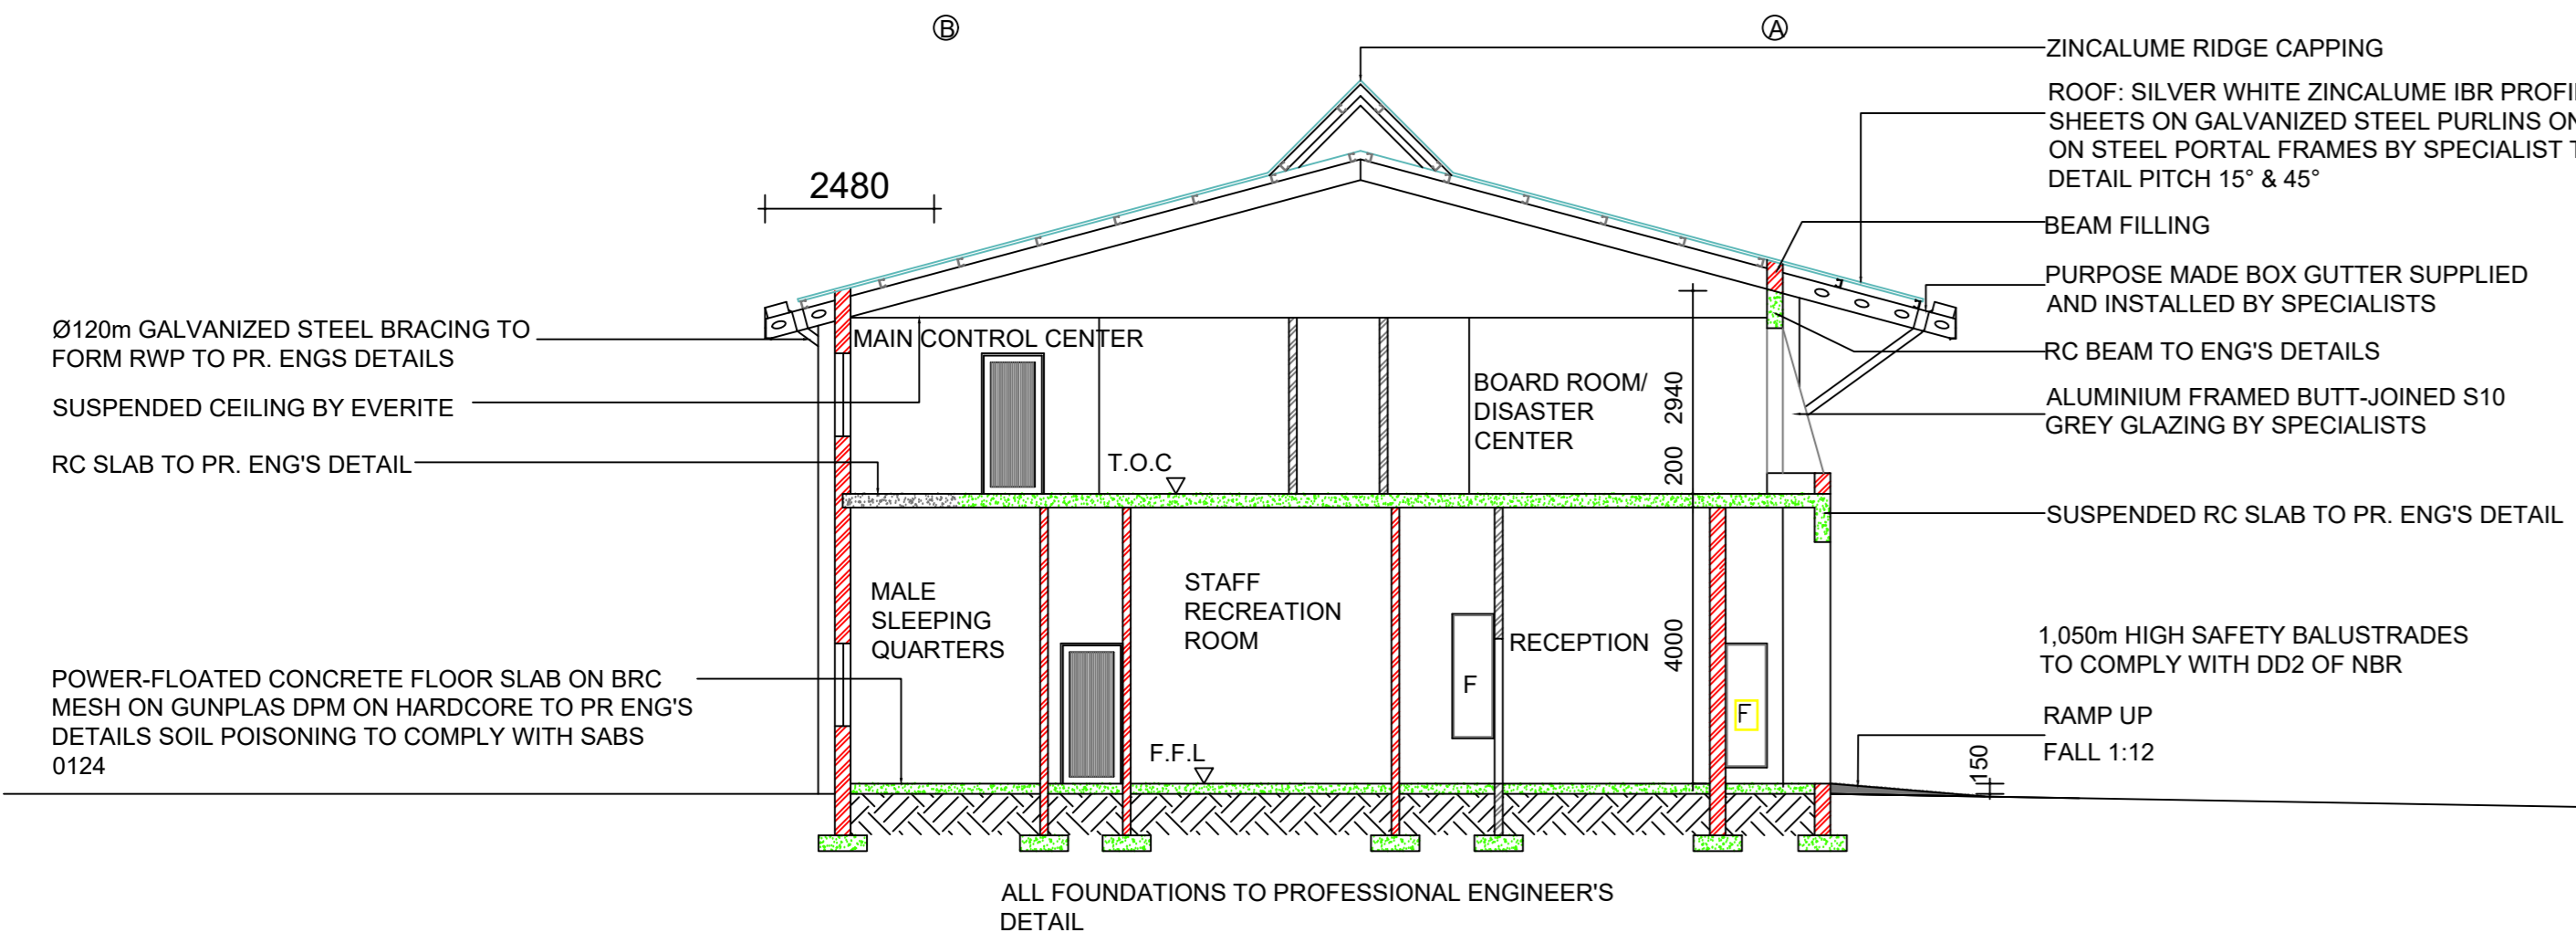 Ⓑ
Ⓐ
ZINCALUME RIDGE CAPPING
ROOF: SILVER WHITE ZINCALUME IBR
SHEETS ON GALVANIZED STEEL PURLINS
ON STEEL PORTAL FRAMES BY SPECIALIST
DETAIL PITCH 15° & 45°
2480
BEAM FILLING
PURPOSE MADE BOX GUTTER SUPPLIED
AND INSTALLED BY SPECIALISTS
RC BEAM TO ENG'S DETAILS
ALUMINIUM FRAMED BUTT-JOINED S10
GREY GLAZING BY SPECIALISTS
SUSPENDED RC SLAB TO PR. ENG'S DETAIL
1,050m HIGH SAFETY BALUSTRADES
TO COMPLY WITH DD2 OF NBR
RAMP UP
FALL 1:12
150
Ø120m GALVANIZED STEEL BRACING TO
FORM RWP TO PR. ENGS DETAILS
SUSPENDED CEILING BY EVERITE
RC SLAB TO PR. ENG'S DETAIL
POWER-FLOATED CONCRETE FLOOR SLAB ON BRC
MESH ON GUNPLAS DPM ON HARDCORE TO PR ENG'S
DETAILS SOIL POISONING TO COMPLY WITH SABS
0124
MAIN CONTROL CENTER
BOARD ROOM/
DISASTER
CENTER
2940
200
T.O.C
MALE
SLEEPING
QUARTERS
STAFF
RECREATION
ROOM
RECEPTION
4000
F
F
F.F.L
ALL FOUNDATIONS TO PROFESSIONAL ENGINEER'S
DETAIL